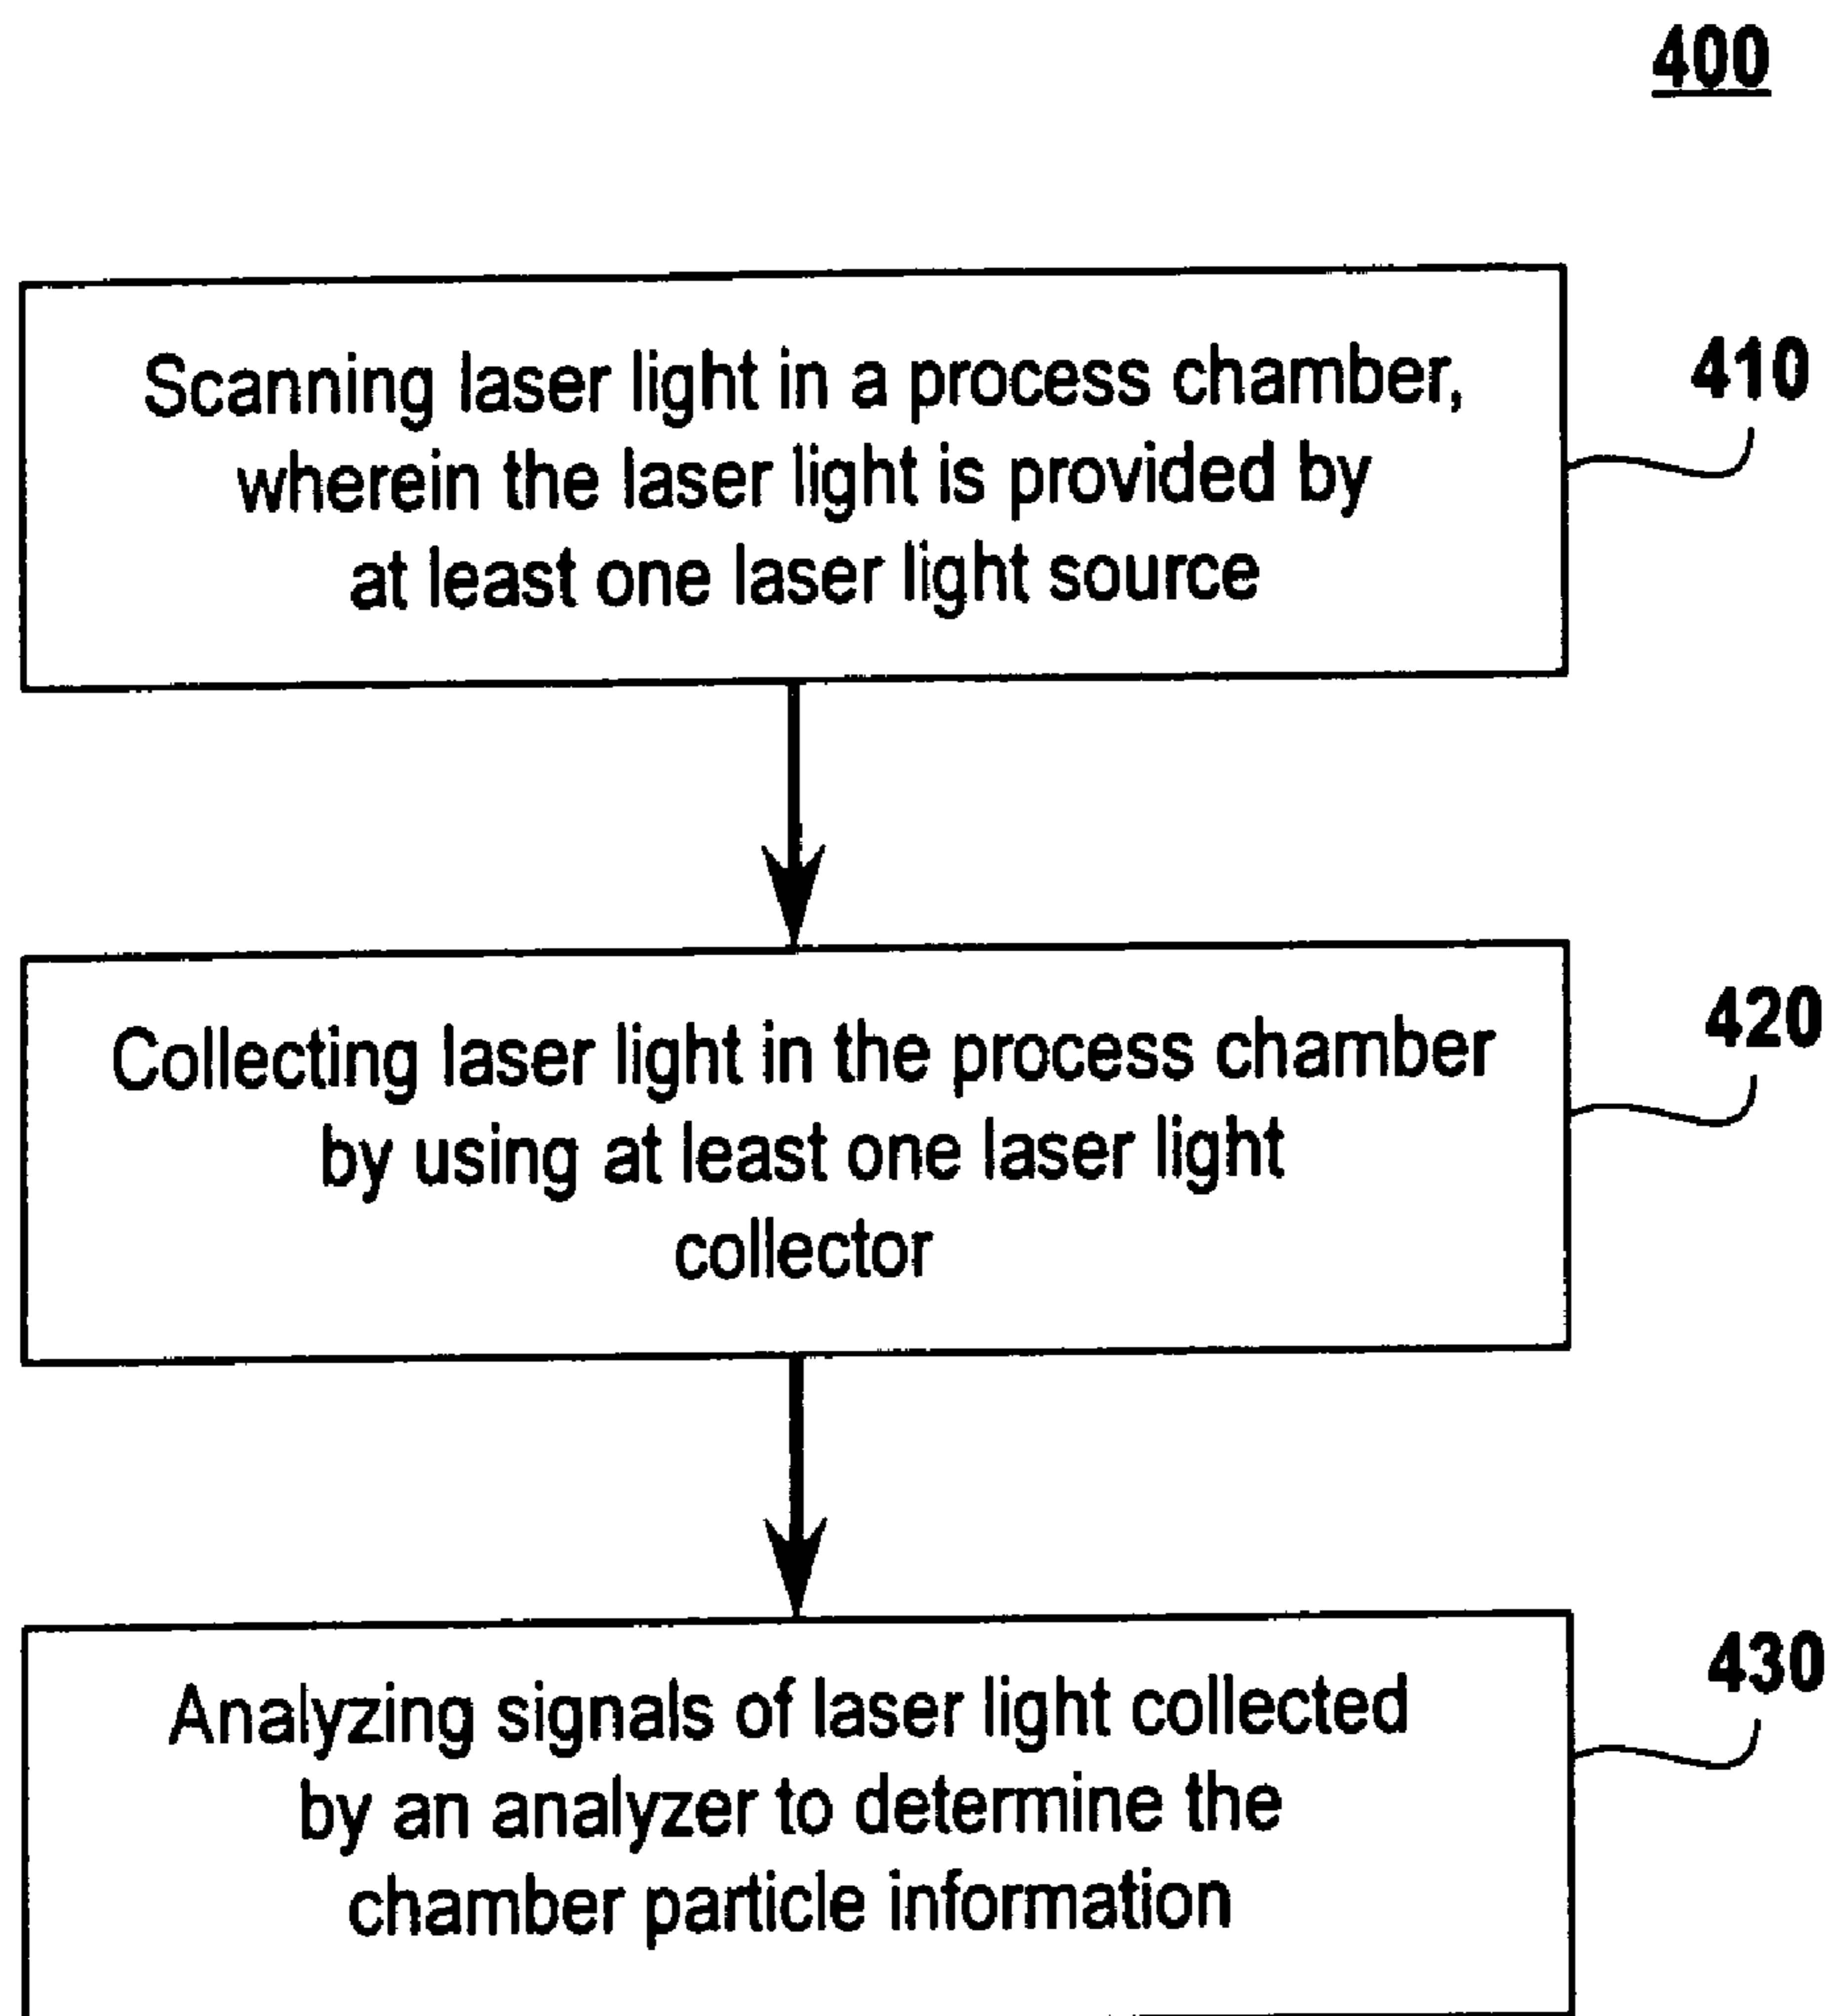 400
Scanning laser light in a process chamber,
wherein the laser light is provided by
at least one laser light source
410
Collecting laser light in the process chamber
by using at least one laser light
collector
420
Analyzing signals of laser light collected
by an analyzer to determine the
chamber particle information
430